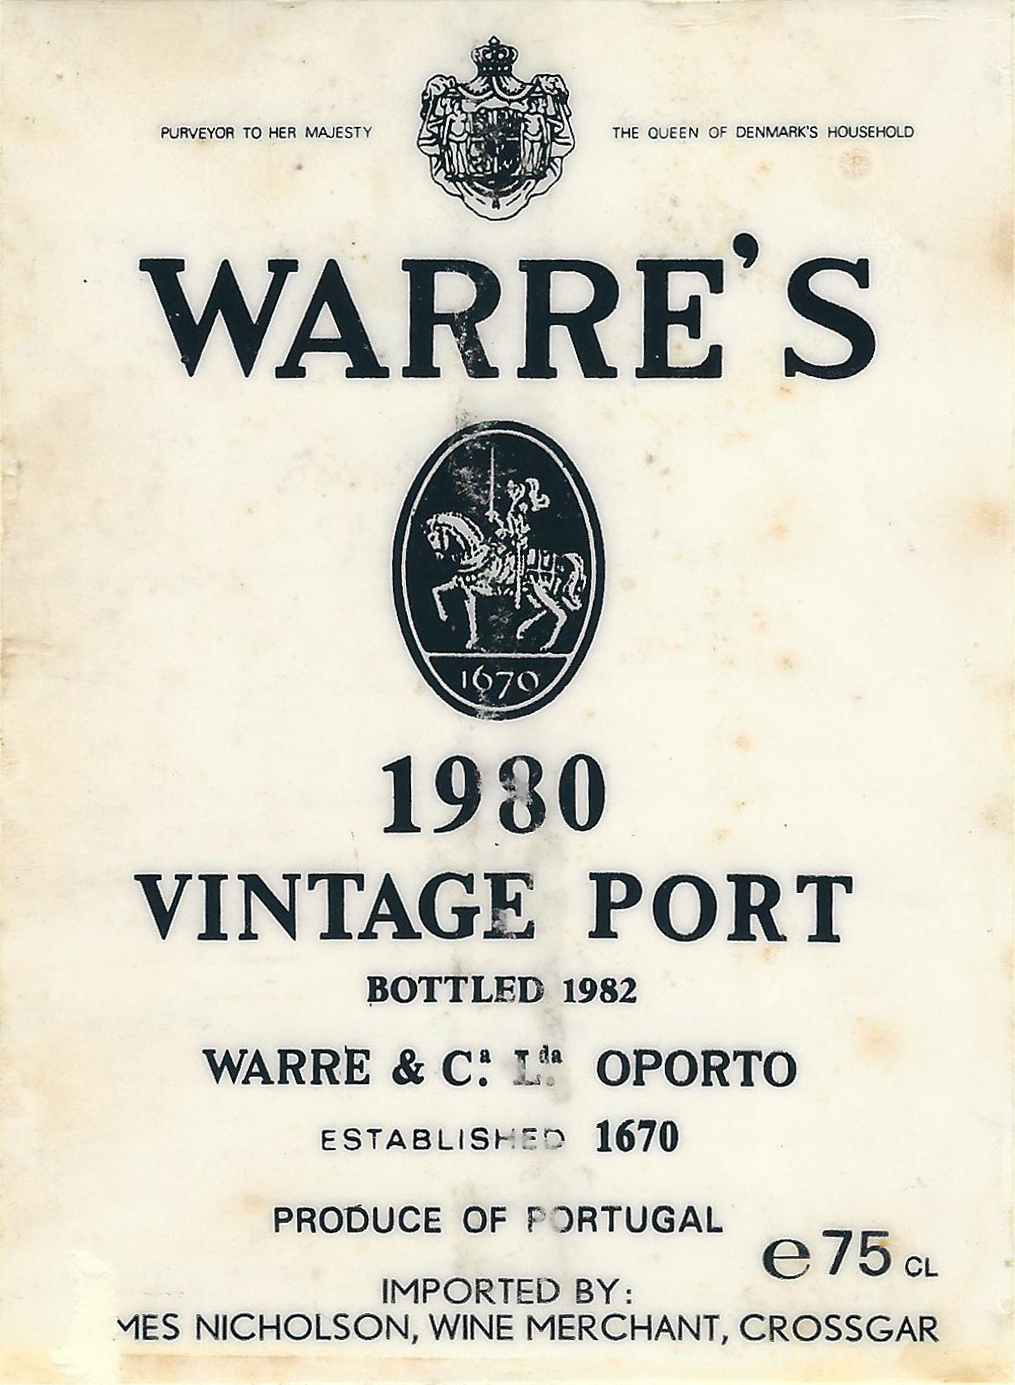 PURVEYOR TO HER MAJESTY THE QUEEN OF DENMARK'S HOUSEHOLD
WARRE'S
1670
1980
VINTAGE PORT
BOTTLED 1982
WARRE & Cª. Lda. OPORTO
ESTABLISHED 1670
PRODUCE OF PORTUGAL
e 75 CL
IMPORTED BY:
MES NICHOLSON, WINE MERCHANT, CROSSGAR